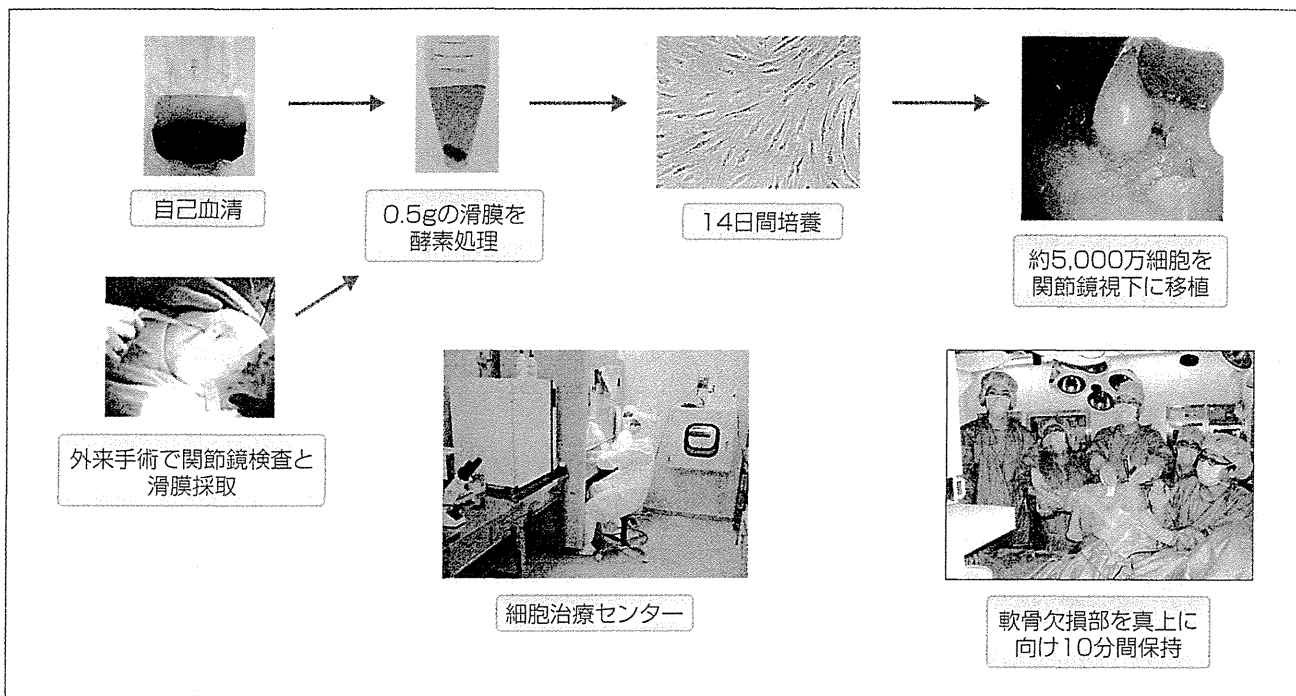 自己血清
0.5gの滑膜を
酵素処理
14日間培養
約5,000万細胞を
関節鏡視下に移植
外来手術で関節鏡検査と
滑膜採取
細胞治療センター
軟骨欠損部を真上に
向け10分間保持